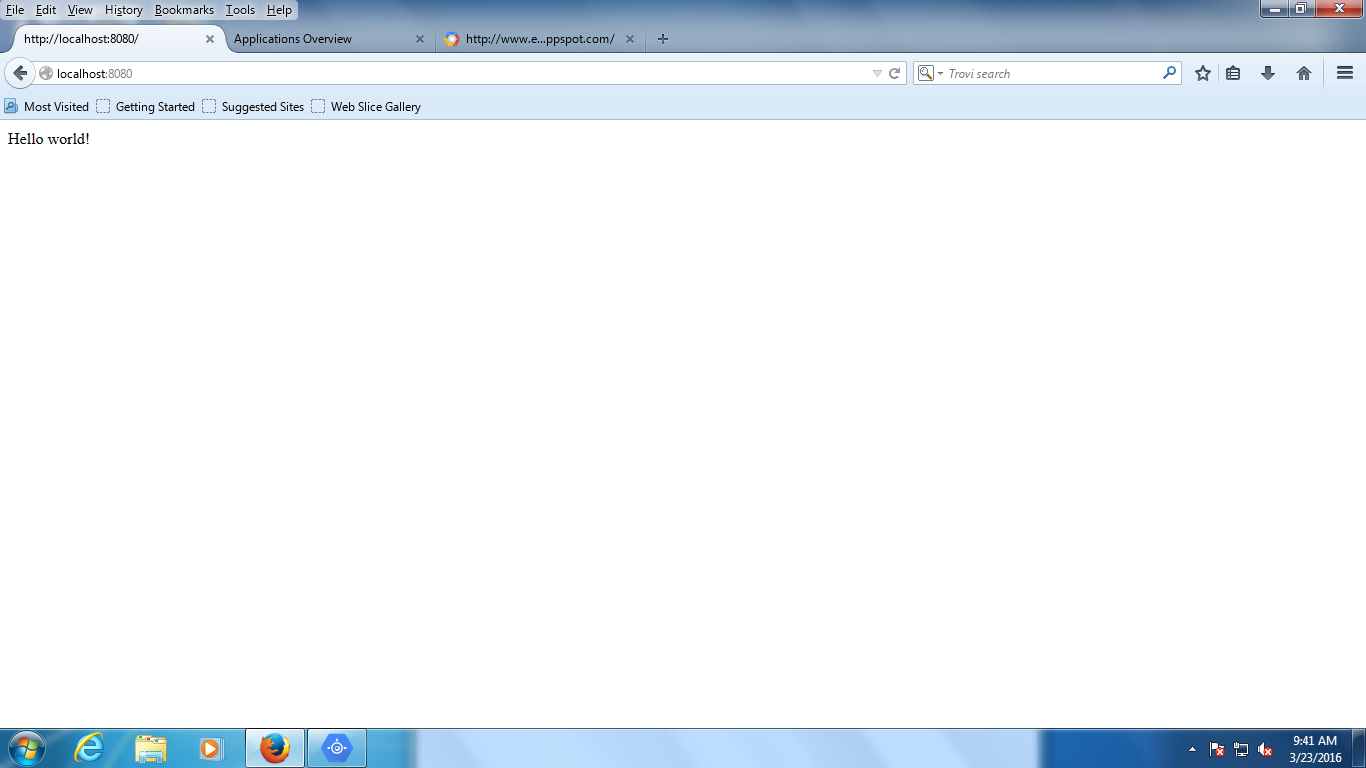 File Edit View History Bookmarks Tools Help
http://localhost:8080/ Applications Overview http://www.e...ppspot.com/
localhost:8080 Trovi search
Most Visited Getting Started Suggested Sites Web Slice Gallery
Hello world!
9:41 AM
3/23/2016